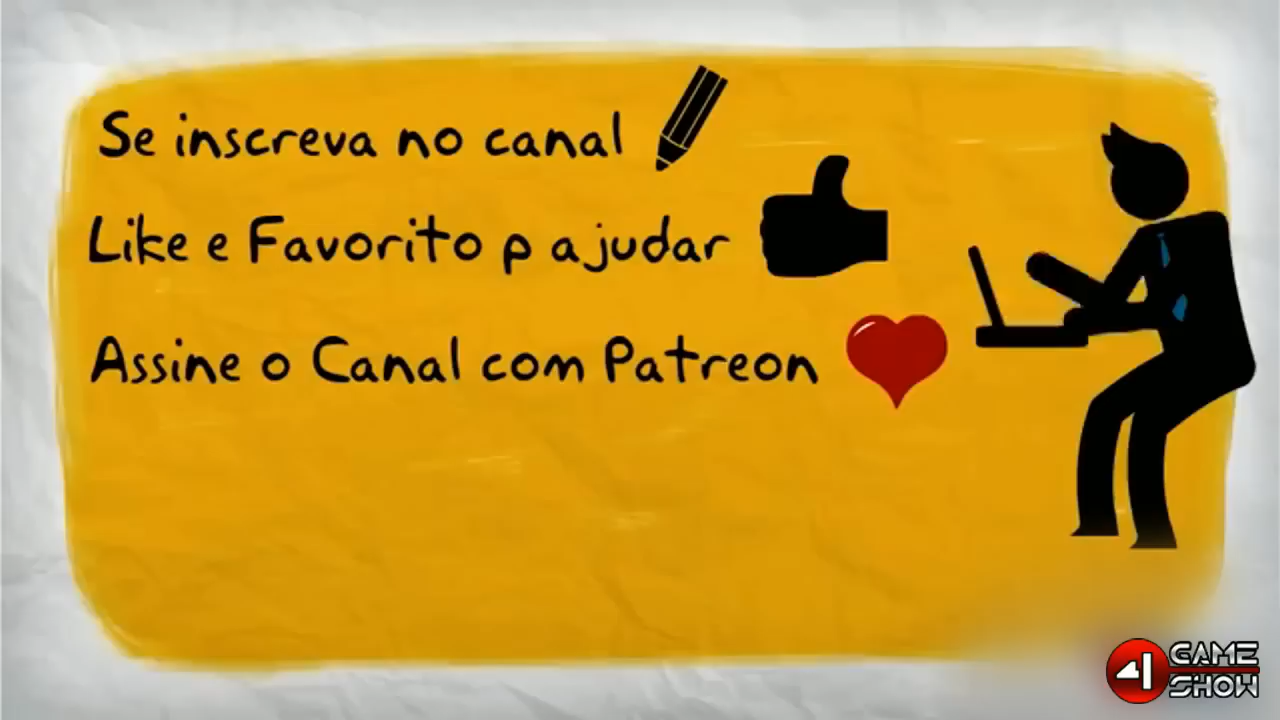 Se inscreva no canal
Like e Favorito p ajudar
Assine o Canal com Patreon
4 GAME
SHOW